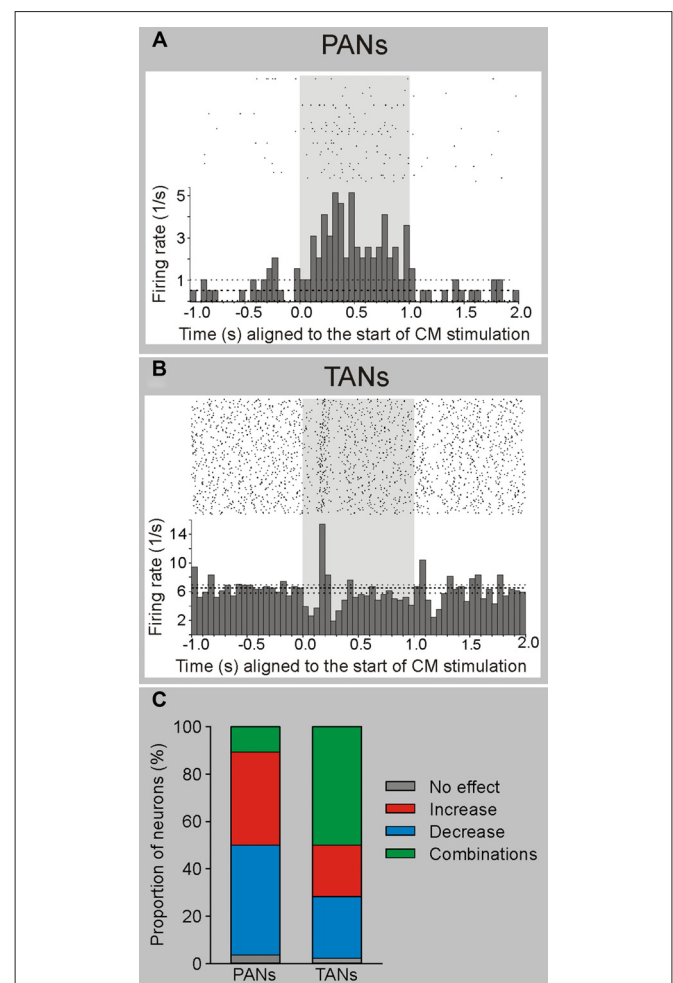 A
PANs
Firing rate (1/s)
5
3
1
-1.0 -0.5 0.0 0.5 1.0 1.5 2.0
Time (s) aligned to the start of CM stimulation
B
TANs
Firing rate (1/s)
14
10
6
2
-1.0 -0.5 0.0 0.5 1.0 1.5 2.0
Time (s) aligned to the start of CM stimulation
C
Proportion of neurons (%)
100
80
60
40
20
0
PANs TANs
No effect
Increase
Decrease
Combinations